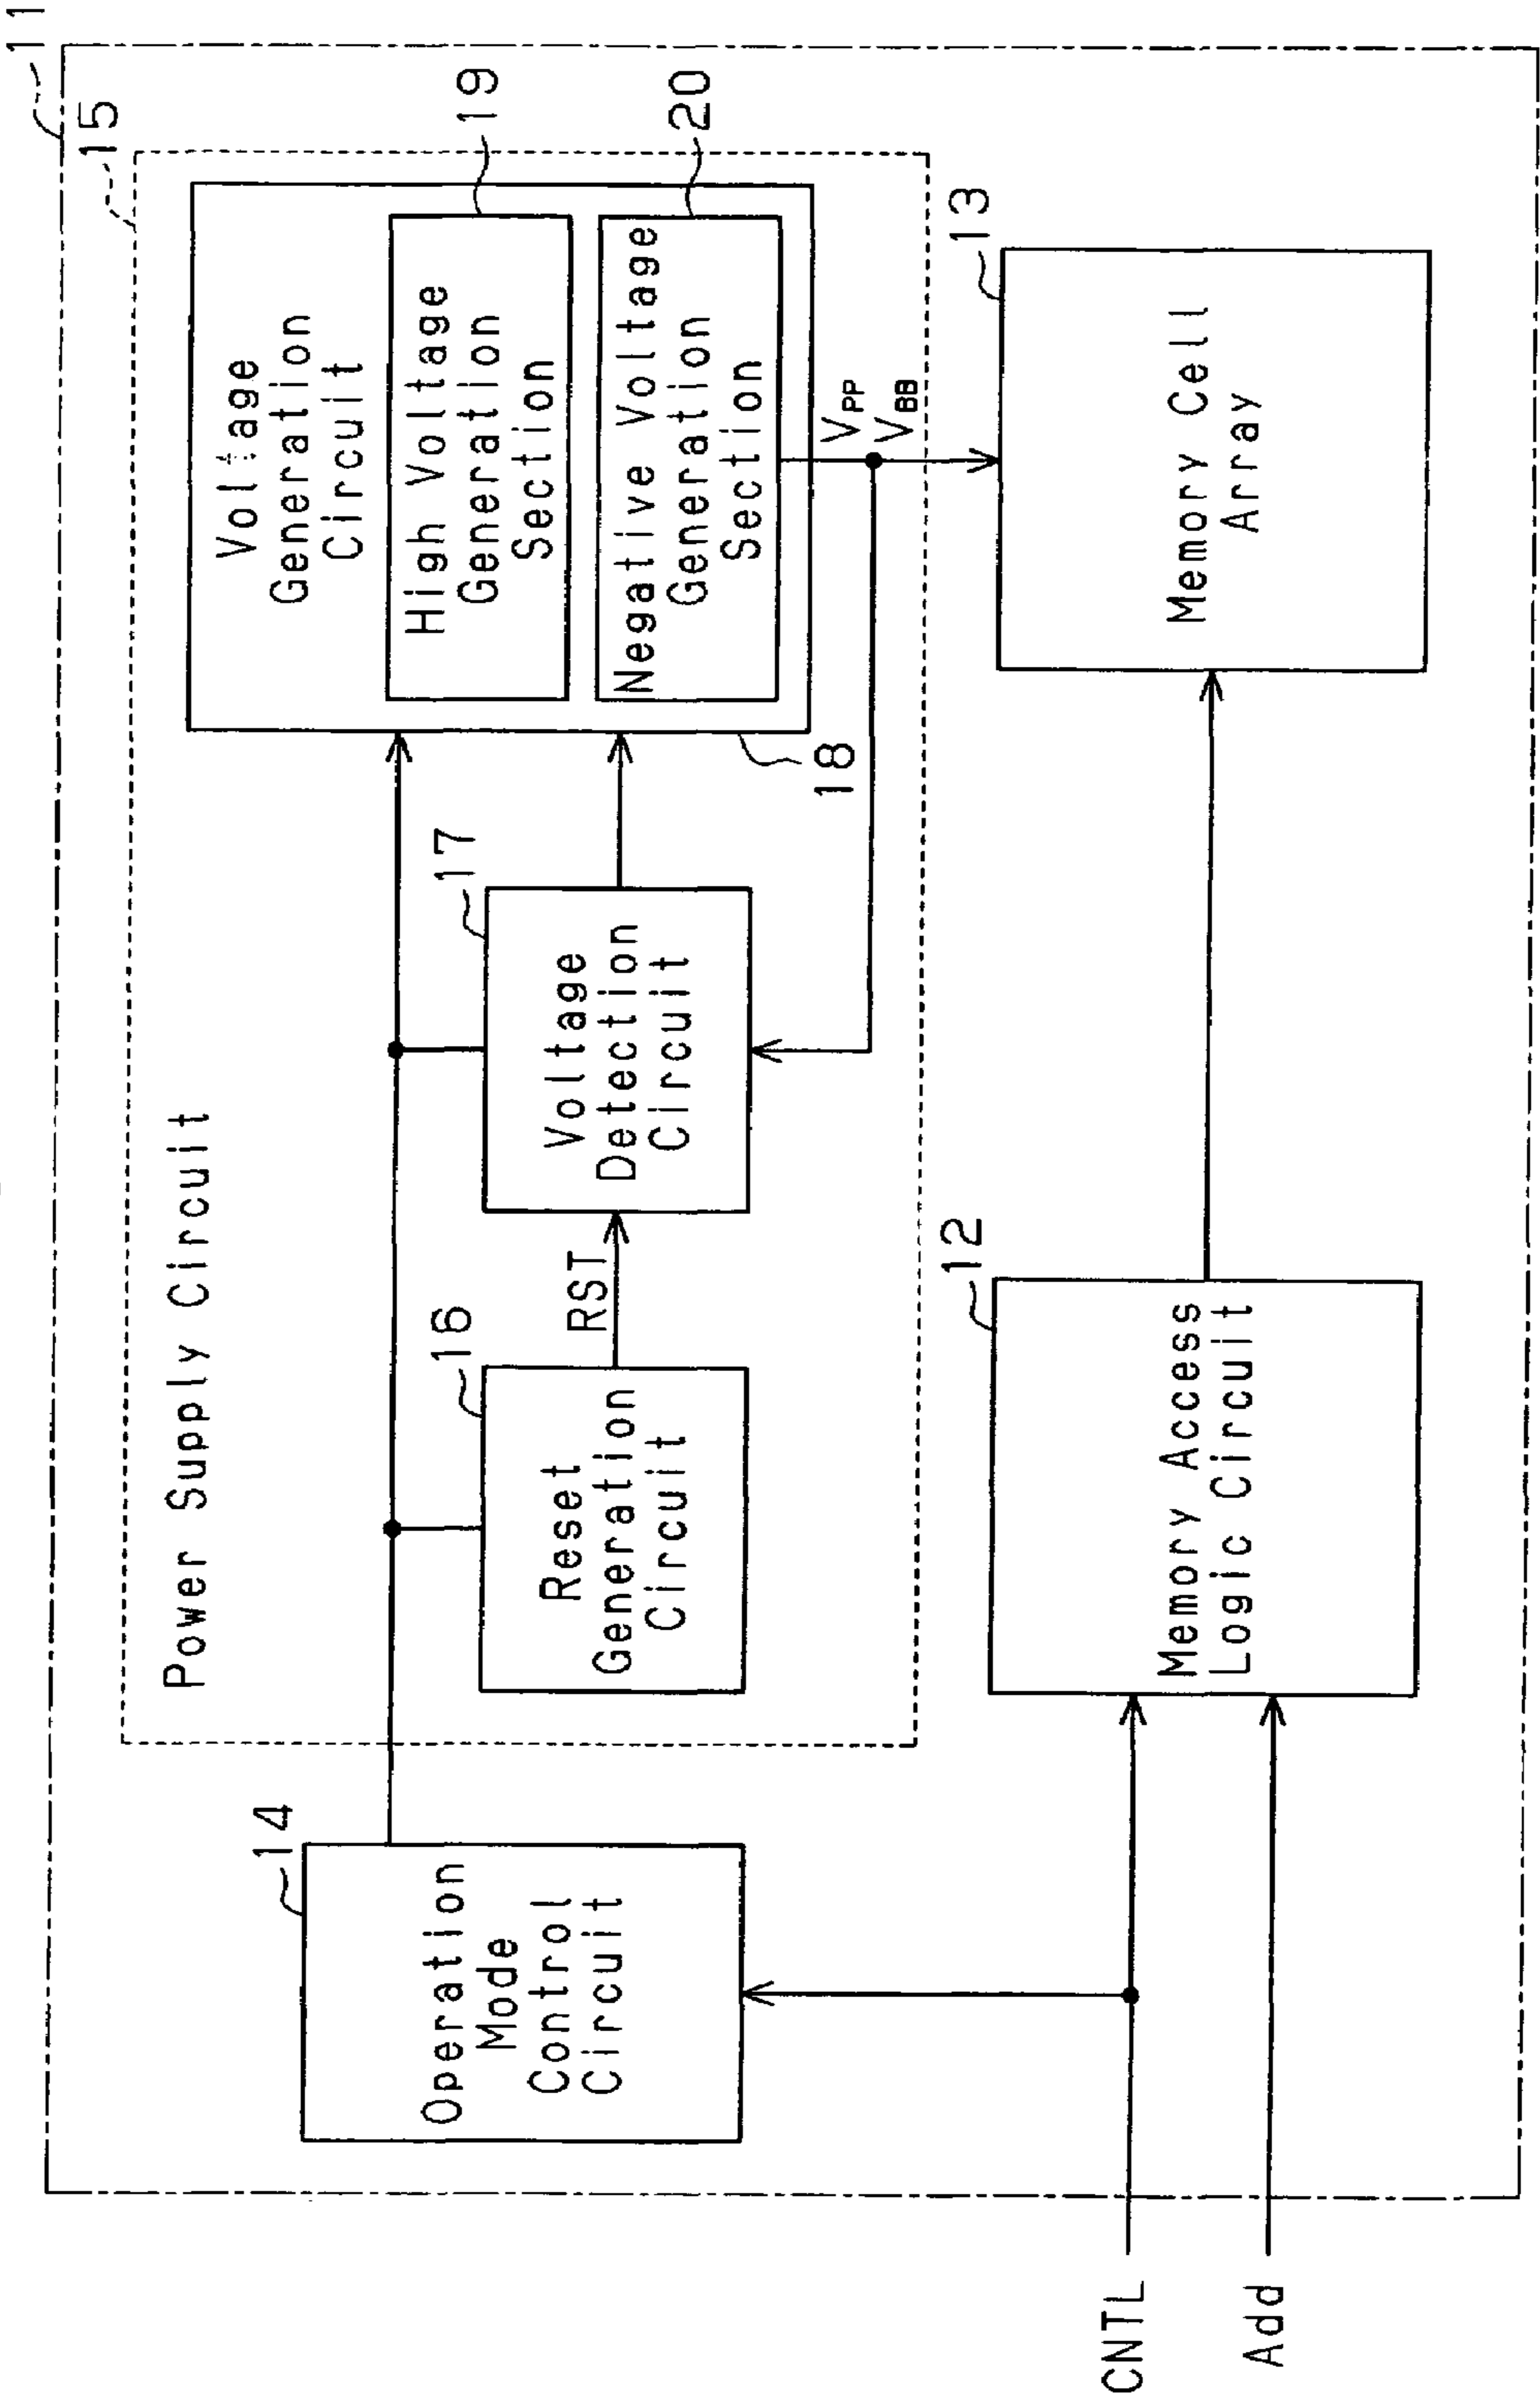 11
15
Power Supply Circuit
Voltage
Generation
Circuit
High Voltage
Generation
Section
19
Negative Voltage
Generation
Section
20
18
14
Operation
Mode
Control
Circuit
16
Reset
Generation
Circuit
RST
17
Voltage
Detection
Circuit
VPP
VBB
12
Memory Access
Logic Circuit
13
Memory Cell
Array
CNTL
Add